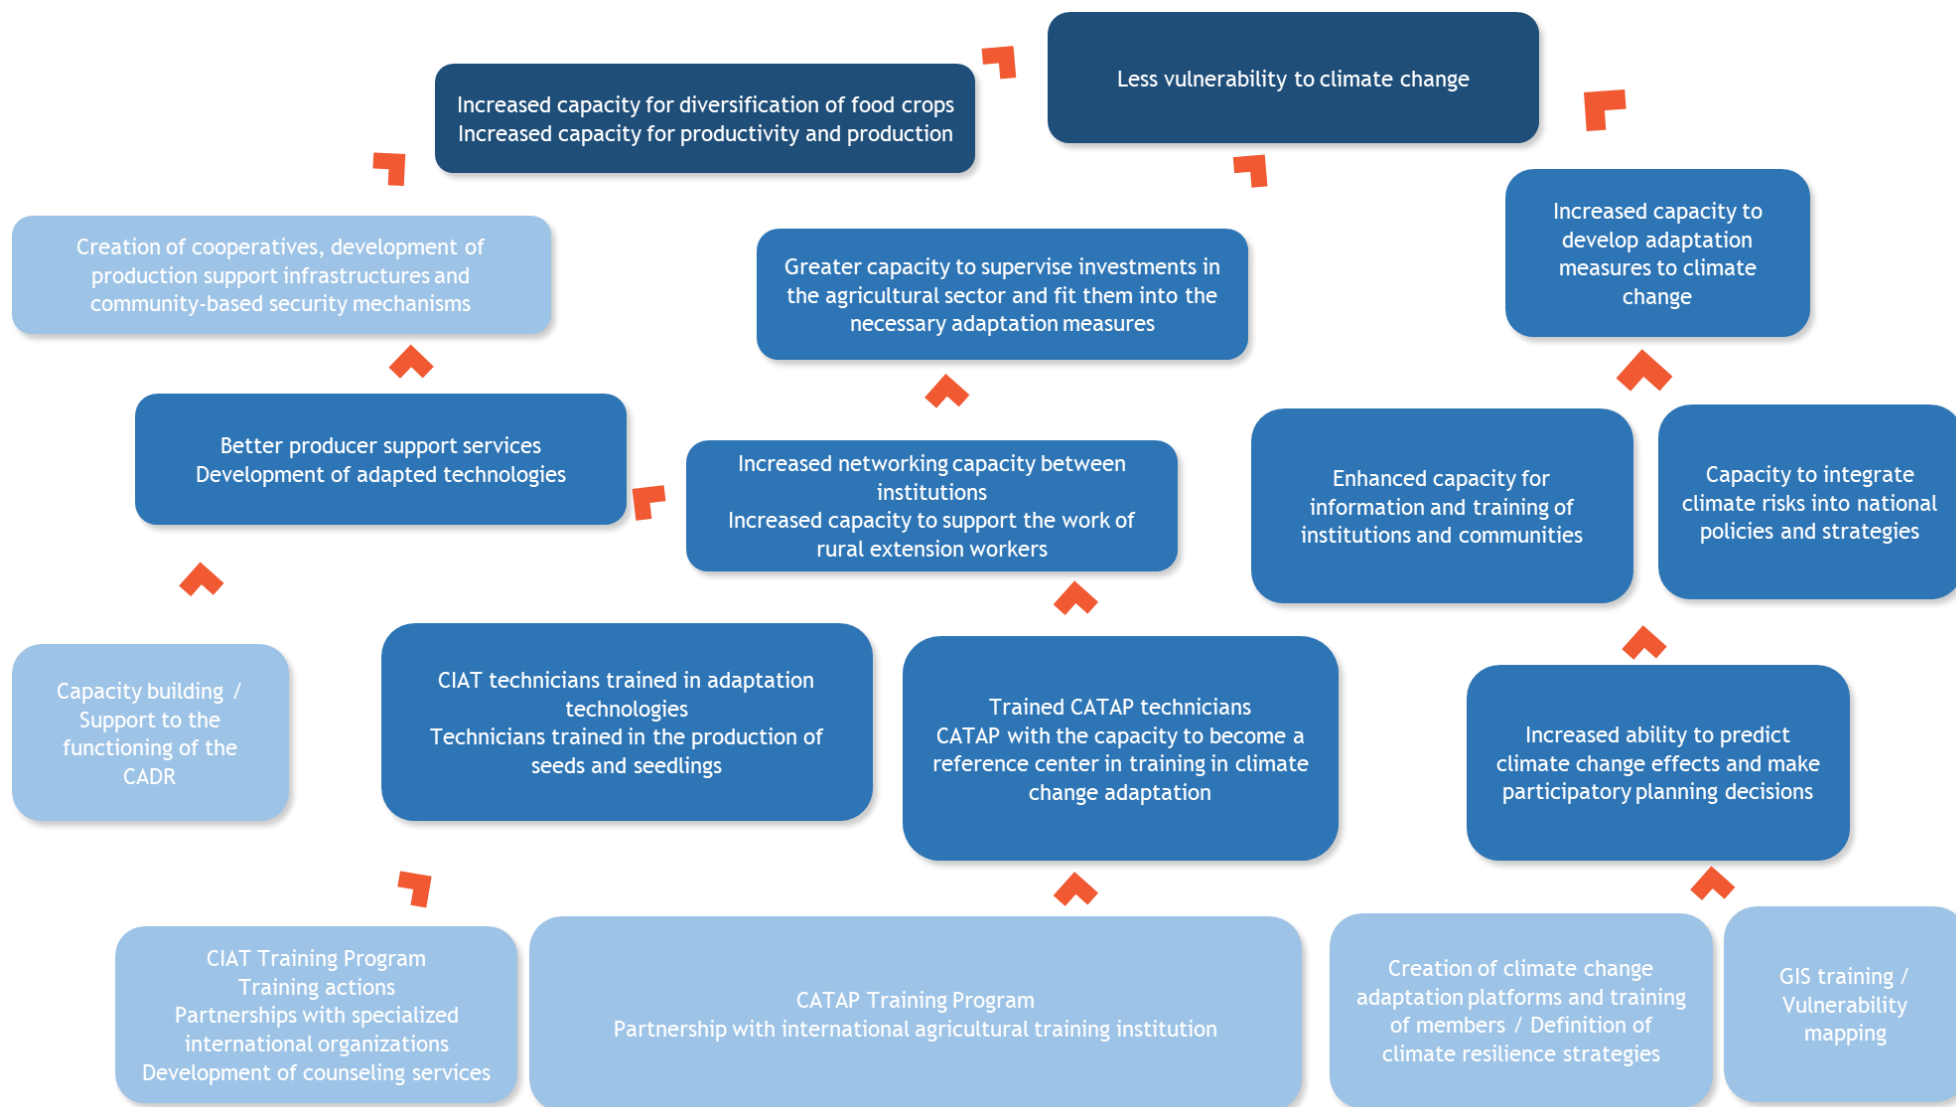 Less vulnerability to climate change
Increased capacity for diversification of food crops
Increased capacity for productivity and production
Creation of cooperatives, development of
production support infrastructures and
community-based security mechanisms
Greater capacity to supervise investments in
the agricultural sector and fit them into the
necessary adaptation measures
Increased capacity to
develop adaptation
measures to climate
change
Better producer support services
Development of adapted technologies
Increased networking capacity between
institutions
Increased capacity to support the work of
rural extension workers
Enhanced capacity for
information and training of
institutions and communities
Capacity to integrate
climate risks into national
policies and strategies
Capacity building /
Support to the
functioning of the
CADR
CIAT technicians trained in adaptation
technologies
Technicians trained in the production of
seeds and seedlings
Trained CATAP technicians
CATAP with the capacity to become a
reference center in training in climate
change adaptation
Increased ability to predict
climate change effects and make
participatory planning decisions
CIAT Training Program
Training actions
Partnerships with specialized
international organizations
Development of counseling services
CATAP Training Program
Partnership with international agricultural training institution
Creation of climate change
adaptation platforms and training
of members / Definition of
climate resilience strategies
GIS training /
Vulnerability
mapping